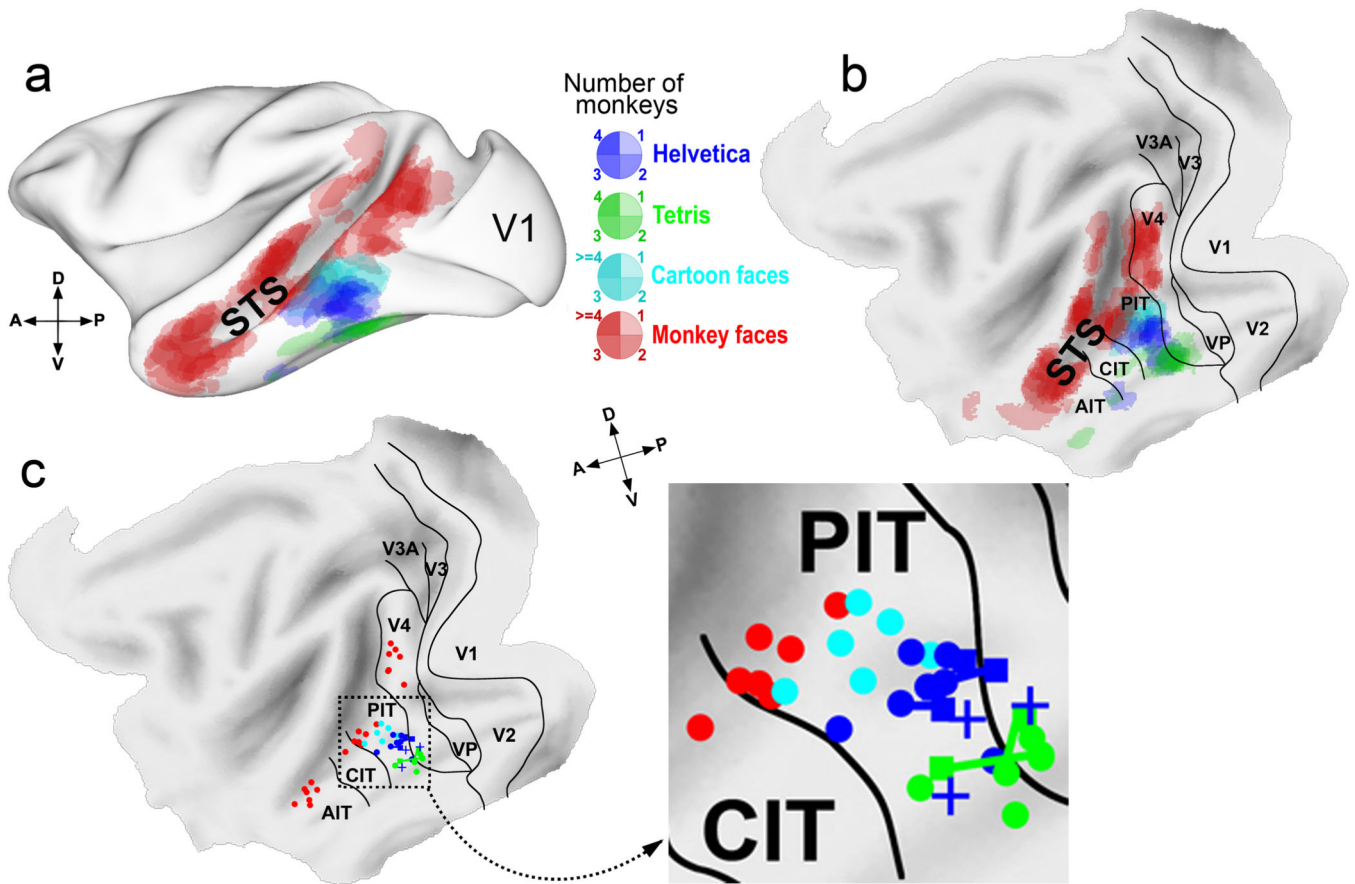 a
STS
V1
D
A
P
V
Number of
monkeys
4 1
3 2
Helvetica
4 1
3 2
Tetris
>=4 1
3 2
Cartoon faces
>=4 1
3 2
Monkey faces
b
V3A
V3
V4
V1
PIT
VP
V2
STS
CIT
AIT
D
A
P
V
c
V3A
V3
V4
V1
PIT
VP
V2
CIT
AIT
PIT
CIT